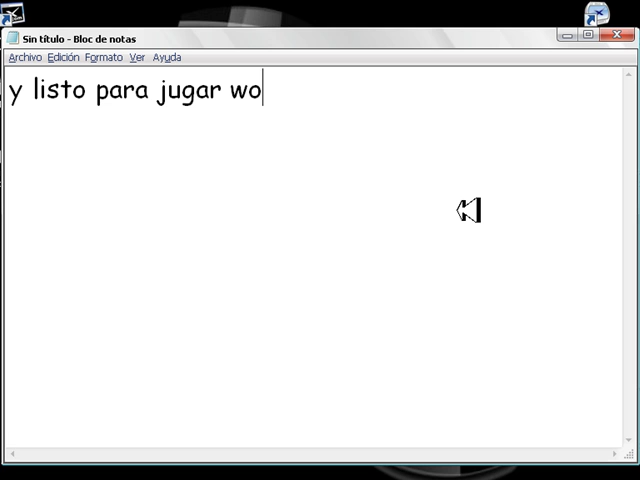 Sin título - Bloc de notas
Archivo Edición Formato Ver Ayuda
y listo para jugar wo